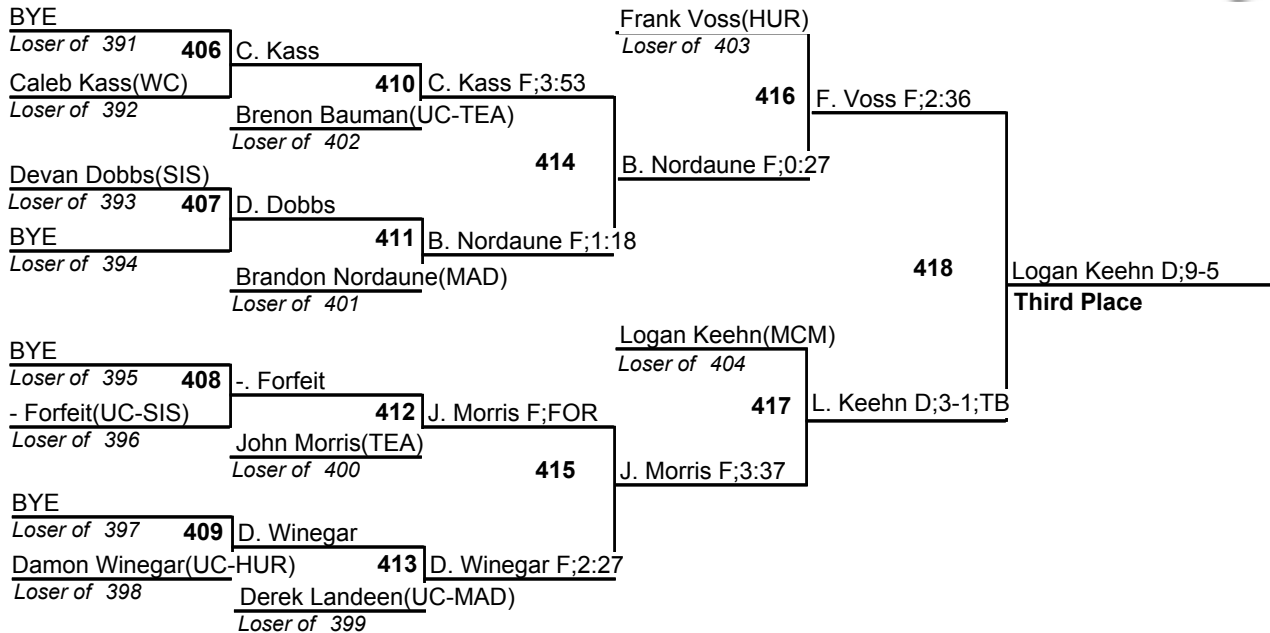 BYE
Loser of 391
406
C. Kass
Caleb Kass(WC)
Loser of 392
410
C. Kass F;3:53
Brenon Bauman(UC-TEA)
Loser of 402
414
Devan Dobbs(SIS)
Loser of 393
407
D. Dobbs
BYE
Loser of 394
411
B. Nordaune F;1:18
Brandon Nordaune(MAD)
Loser of 401
Frank Voss(HUR)
Loser of 403
416
F. Voss F;2:36
B. Nordaune F;0:27
418
Logan Keehn D;9-5
Third Place
BYE
Loser of 395
408
-. Forfeit
- Forfeit(UC-SIS)
Loser of 396
412
J. Morris F;FOR
John Morris(TEA)
Loser of 400
415
BYE
Loser of 397
409
D. Winegar
Damon Winegar(UC-HUR)
Loser of 398
413
D. Winegar F;2:27
Derek Landeen(UC-MAD)
Loser of 399
Logan Keehn(MCM)
Loser of 404
417
L. Keehn D;3-1;TB
J. Morris F;3:37